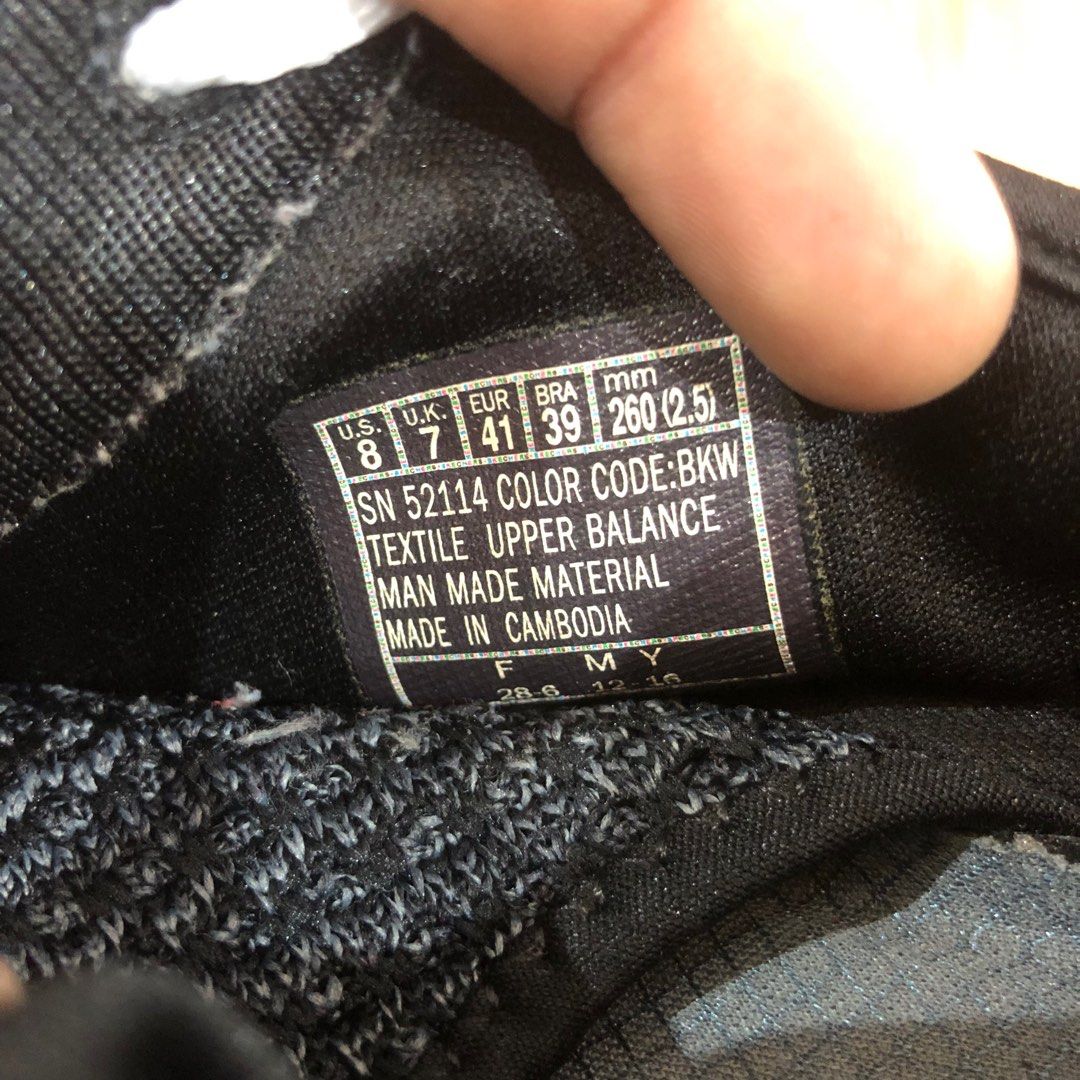 U.S. U.K. EUR BRA mm
8 7 41 39 260 (2.5)
SN 52114 COLOR CODE:BKW
TEXTILE UPPER BALANCE
MAN MADE MATERIAL
MADE IN CAMBODIA
F M Y
28-6 12-16